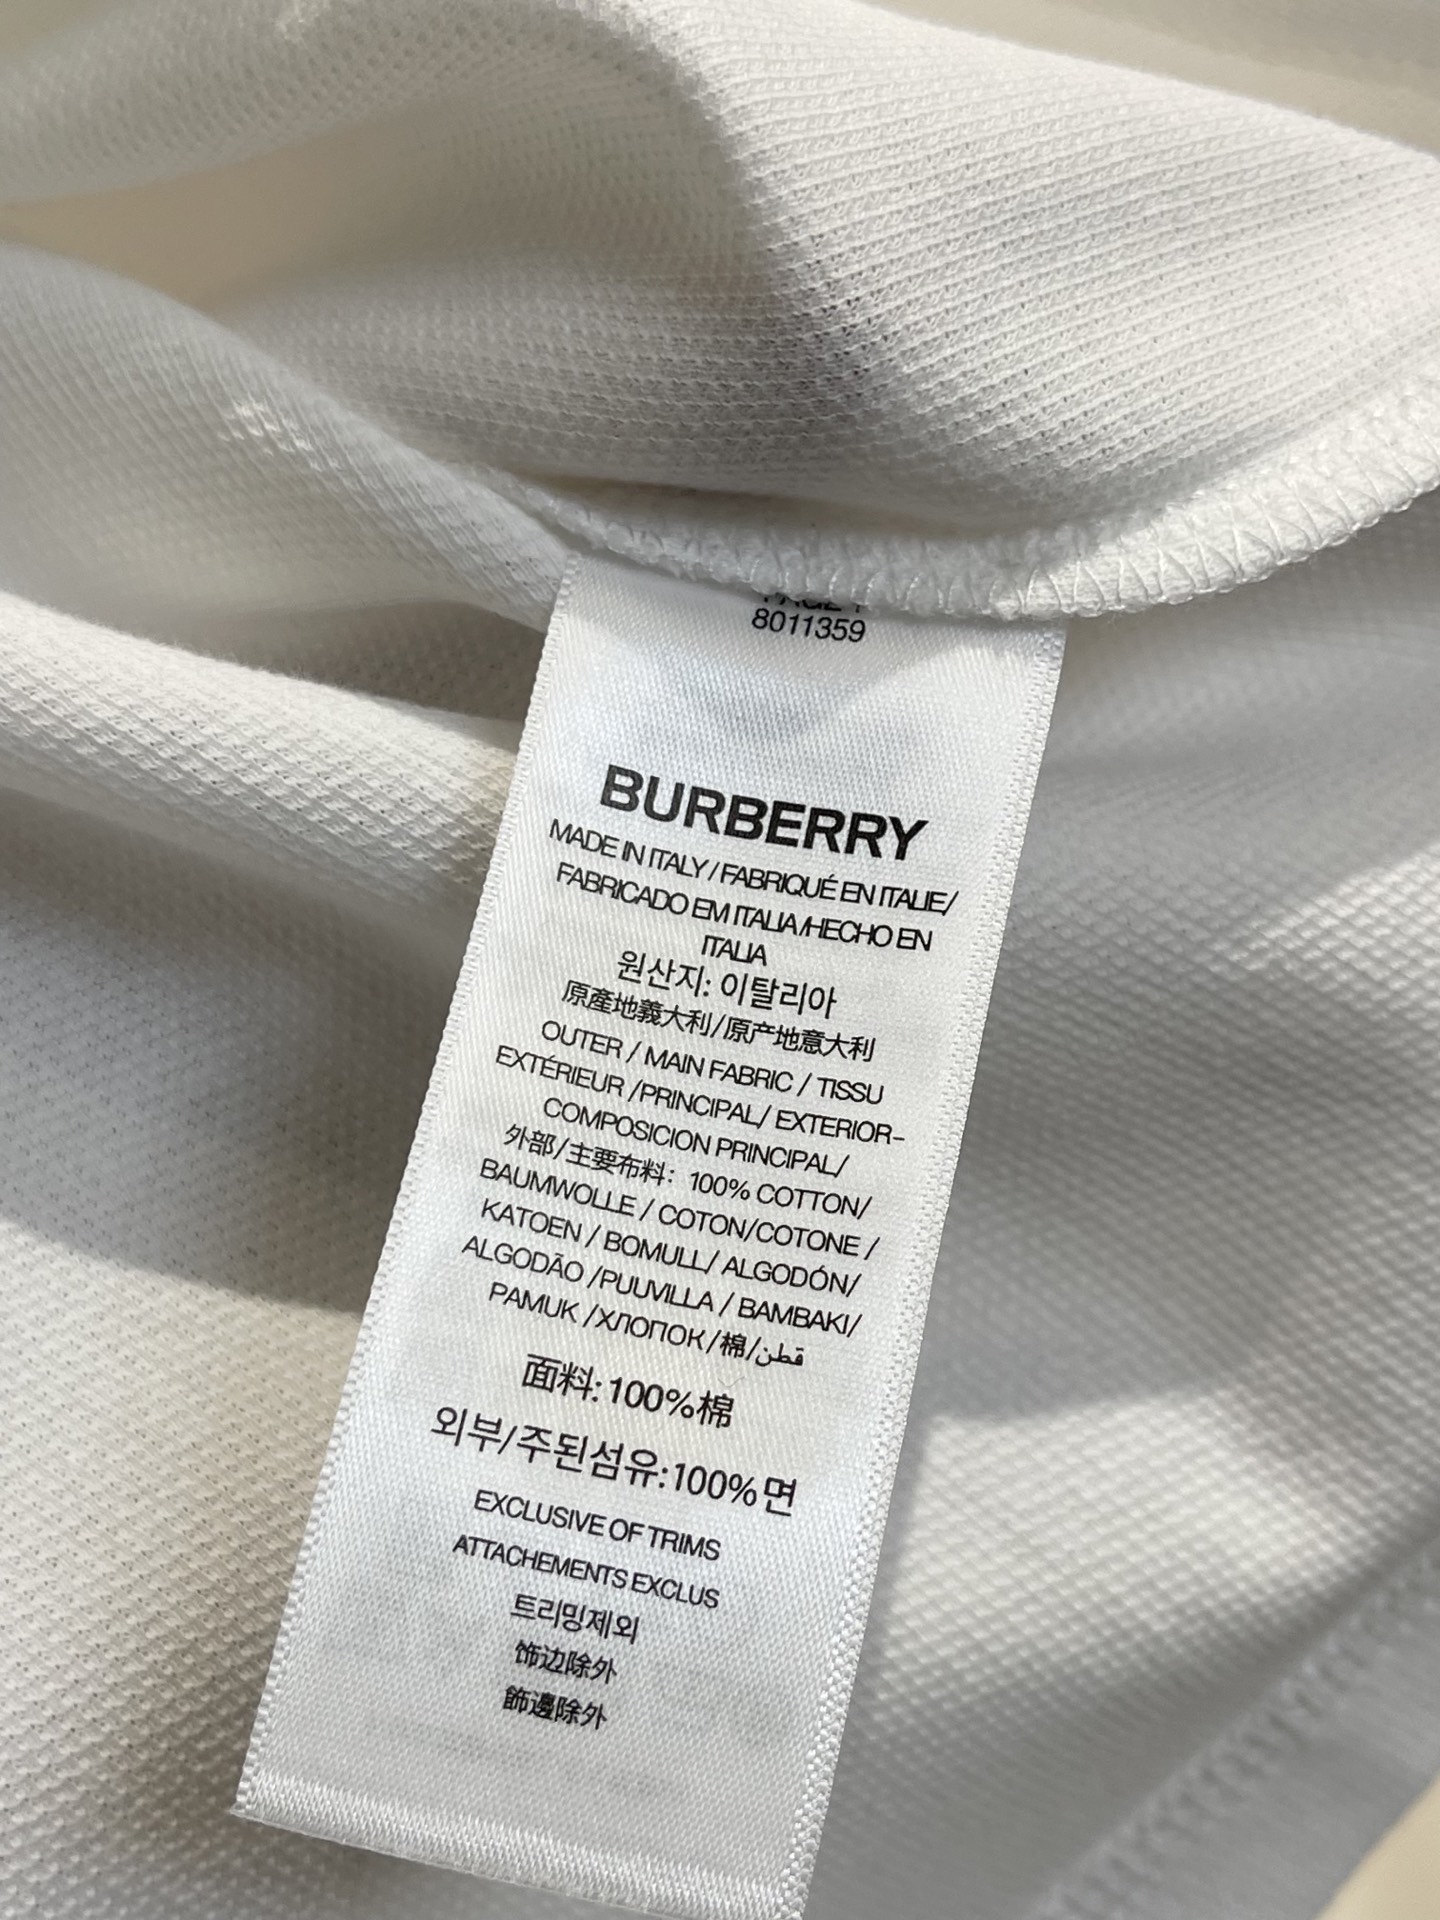 8011359
BURBERRY
MADE IN ITALY / FABRIQUÉ EN ITALIE/
FABRICADO EM ITALIA/HECHO EN
ITALIA
원산지: 이탈리아
原產地義大利/原产地意大利
OUTER / MAIN FABRIC / TISSU
EXTÉRIEUR /PRINCIPAL/ EXTERIOR-
COMPOSICION PRINCIPAL/
外部/主要布料: 100% COTTON/
BAUMWOLLE / COTON/COTONE /
KATOEN / BOMULL/ ALGODÓN/
ALGODÃO /PUUVILLA / BAMBAKI/
PAMUK /ХЛОПОК/棉/قطن
面料: 100%棉
외부/주된섬유:100%면
EXCLUSIVE OF TRIMS
ATTACHEMENTS EXCLUS
트리밍제외
饰边除外
飾邊除外